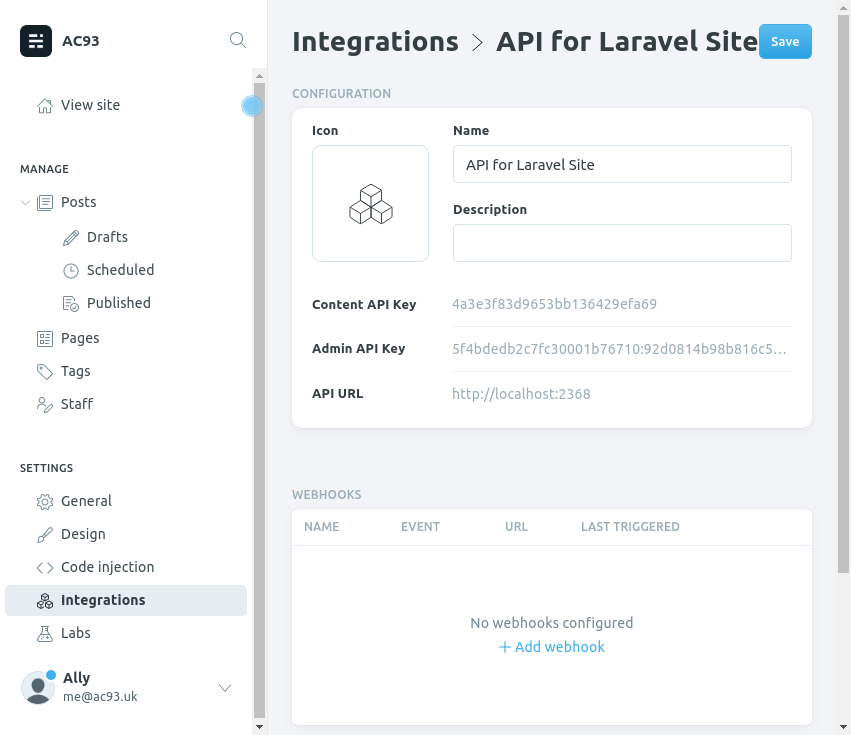 AC93
View site
MANAGE
Posts
Drafts
Scheduled
Published
Pages
Tags
Staff
SETTINGS
General
Design
Code injection
Integrations
Labs
Ally
me@ac93.uk
Integrations > API for Laravel Site
Save
CONFIGURATION
Icon
Name
API for Laravel Site
Description
Content API Key 4a3e3f83d9653bb136429efa69
Admin API Key 5f4bdedb2c7fc30001b76710:92d0814b98b816c5...
API URL http://localhost:2368
WEBHOOKS
NAME EVENT URL LAST TRIGGERED
No webhooks configured
+ Add webhook